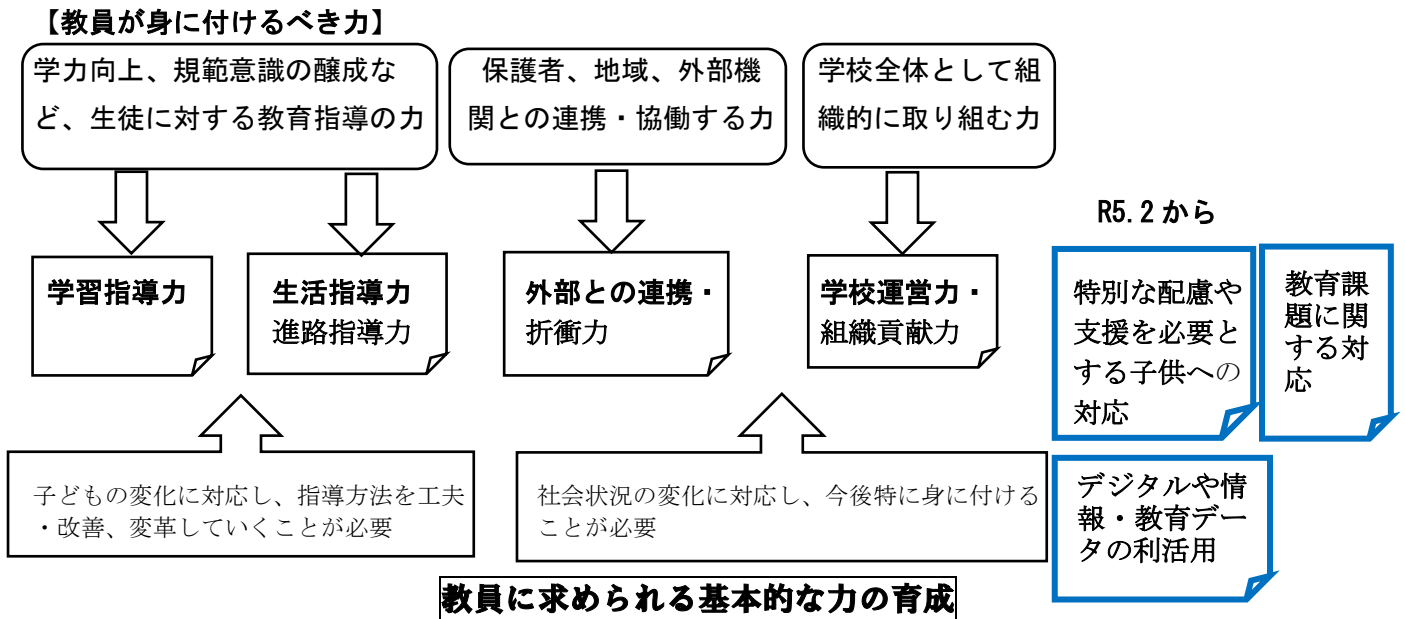 【教員が身に付けるべき力】
学力向上、規範意識の醸成な
ど、生徒に対する教育指導の力
保護者、地域、外部機
関との連携・協働する力
学校全体として組
織的に取り組む力
R5.2から
学習指導力
生活指導力
進路指導力
外部との連携・
折衝力
学校運営力・
組織貢献力
特別な配慮や
支援を必要と
する子供への
対応
教育課
題に関
する対
応
子どもの変化に対応し、指導方法を工夫
・改善、変革していくことが必要
社会状況の変化に対応し、今後特に身に付ける
ことが必要
デジタルや情
報・教育デー
タの利活用
教員に求められる基本的な力の育成